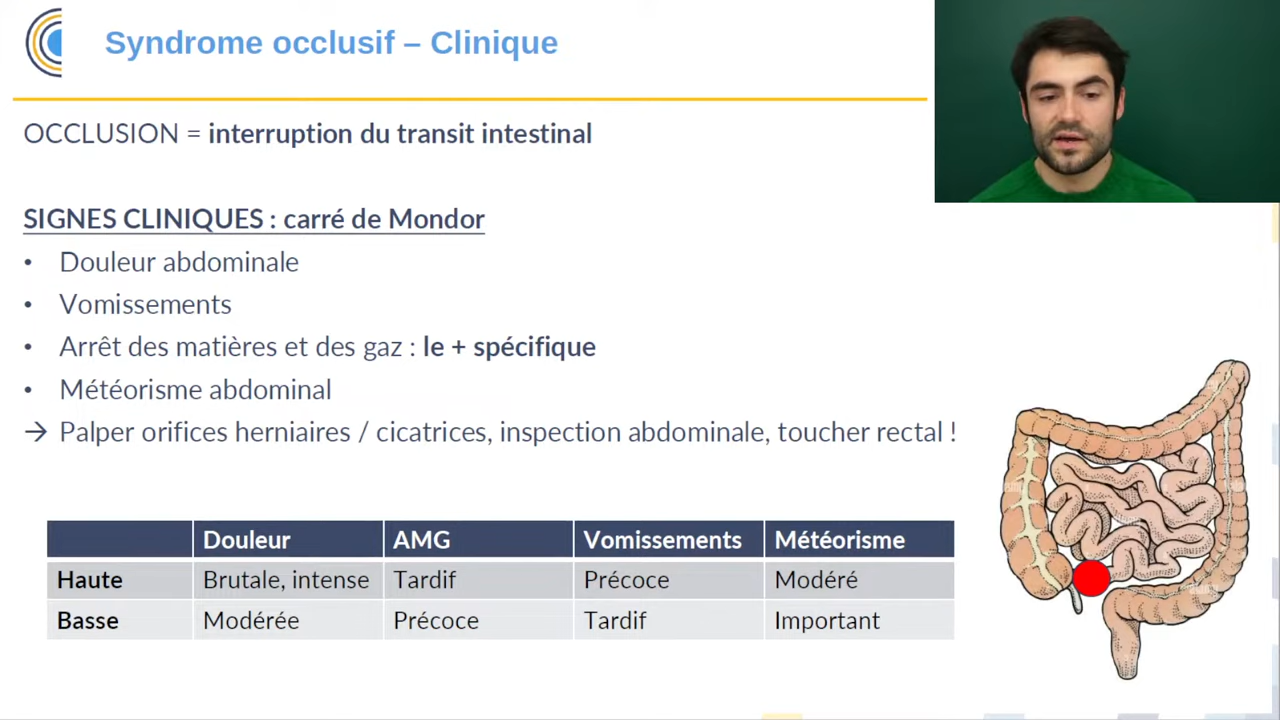 Syndrome occlusif – Clinique
OCCLUSION = interruption du transit intestinal
SIGNES CLINIQUES : carré de Mondor
• Douleur abdominale
• Vomissements
• Arrêt des matières et des gaz : le + spécifique
• Météorisme abdominal
→ Palper orifices herniaires / cicatrices, inspection abdominale, toucher rectal !
Douleur AMG Vomissements Météorisme
Haute Brutale, intense Tardif Précoce Modéré
Basse Modérée Précoce Tardif Important